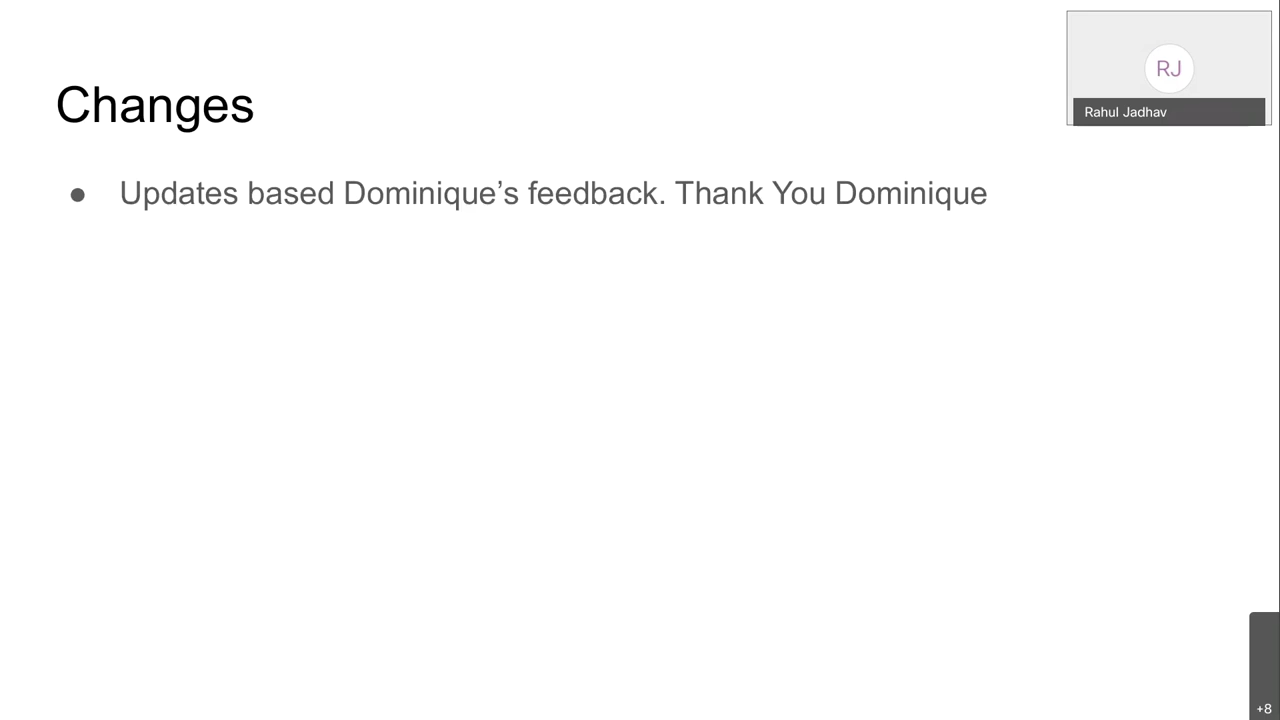 Changes
● Updates based Dominique’s feedback. Thank You Dominique
RJ
Rahul Jadhav
+8